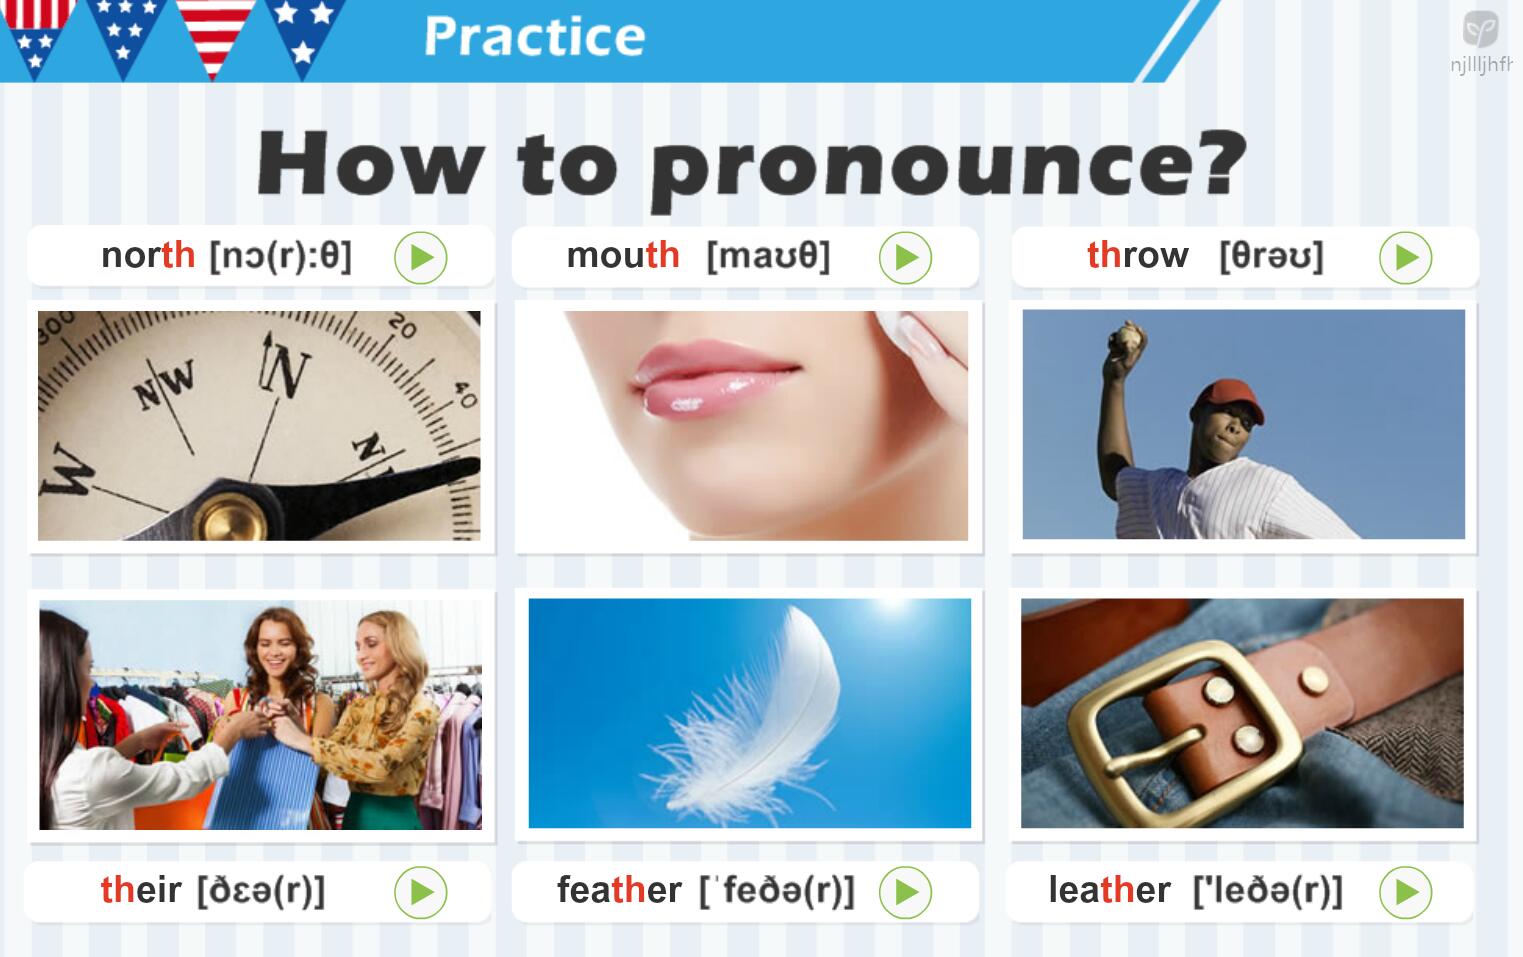 Practice
njllljhfh
How to pronounce?
north [nɔ(r):θ]
mouth [maʊθ]
throw [θrəʊ]
300
20
40
NW
N
W
their [ðɛə(r)]
feather [ˈfeðə(r)]
leather ['leðə(r)]